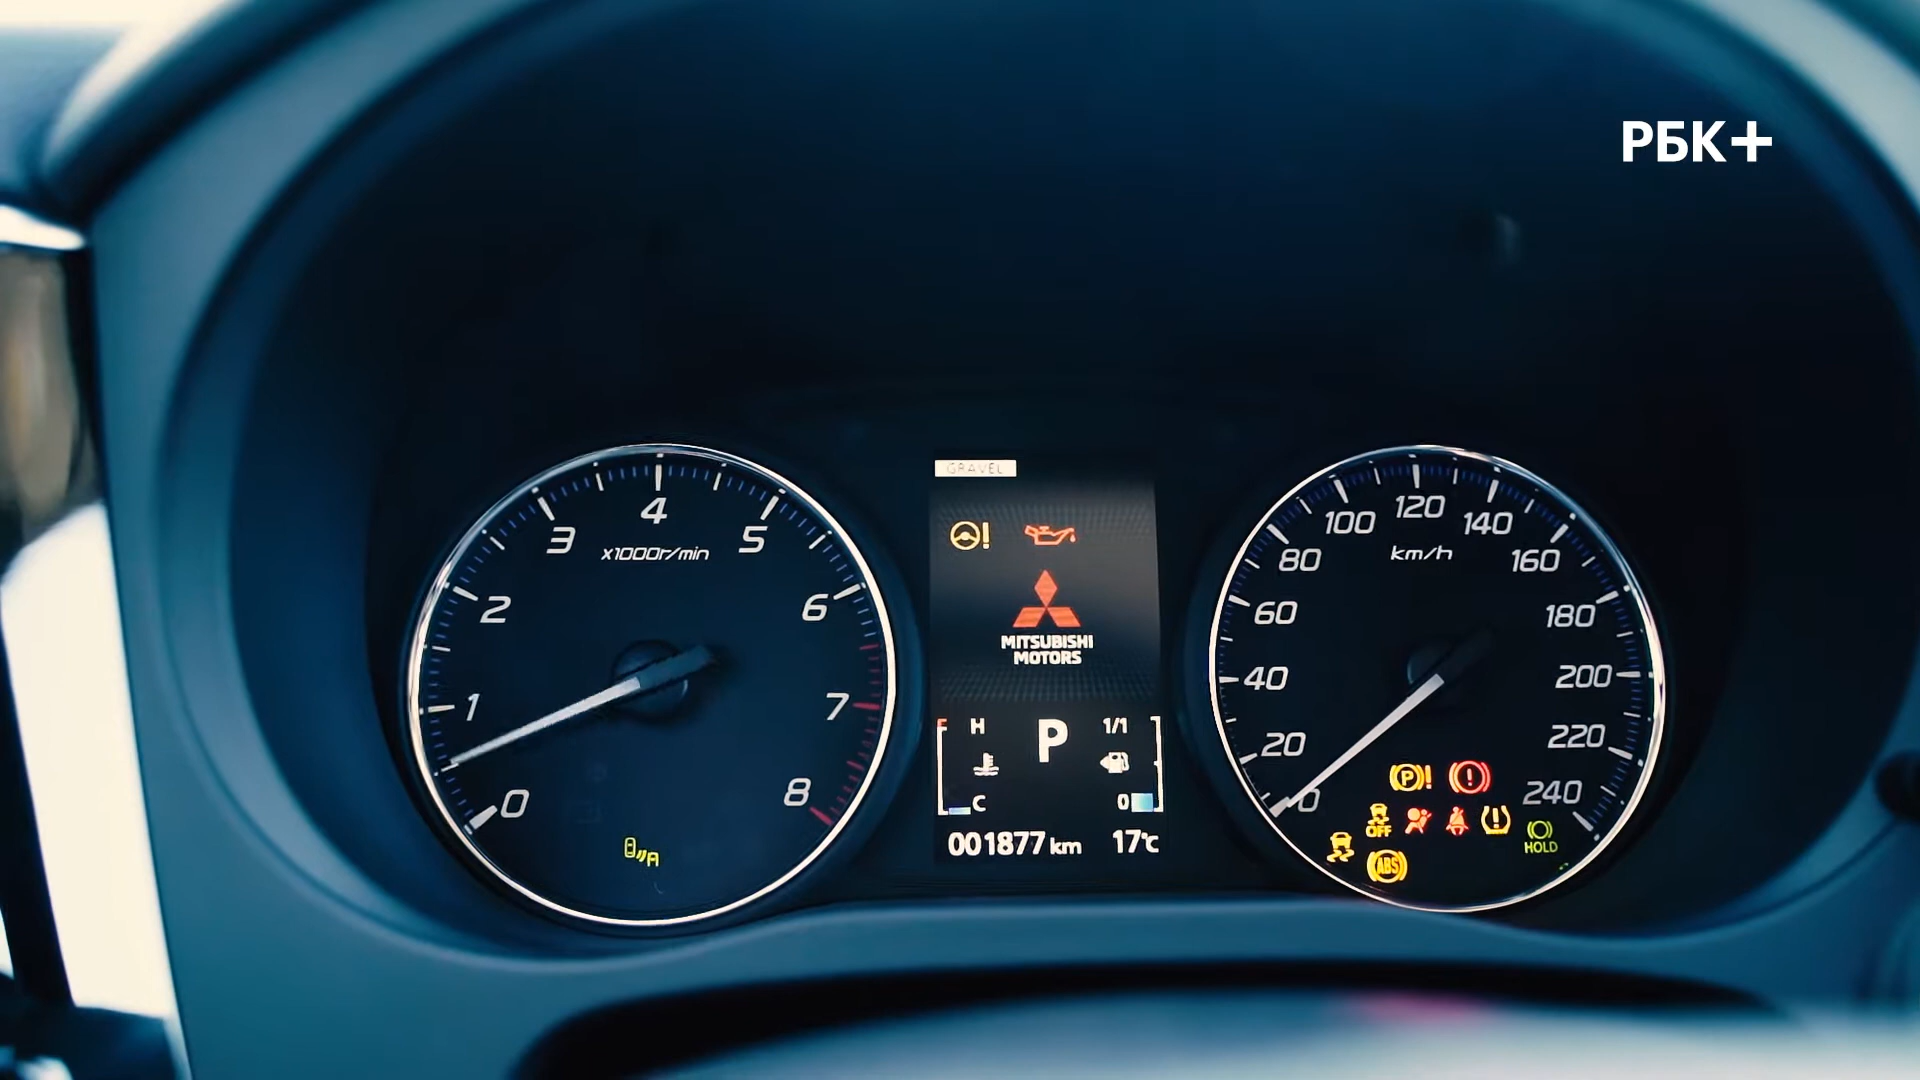 РБК+
GRAVEL
0
1
2
3
4
5
6
7
8
x1000r/min
MITSUBISHI
MOTORS
F H P 1/1
C 0
001877 km 17°C
A
0
20
40
60
80
100
120
140
160
180
200
220
240
km/h
P !
!
OFF
!
ABS
HOLD